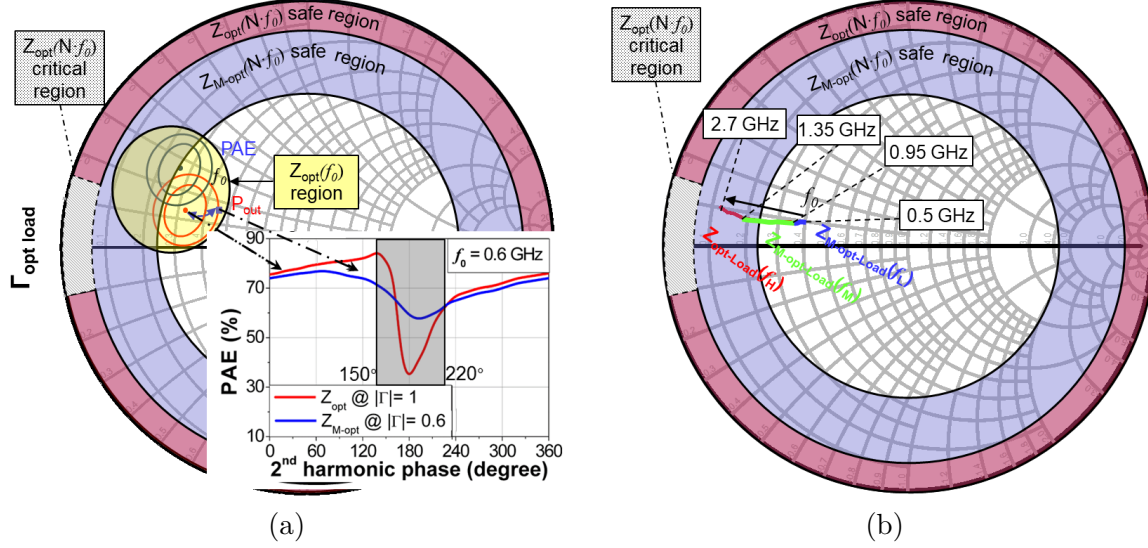 Z_opt(N·f_0) safe region
Z_M-opt(N·f_0) safe region
Z_opt(N·f_0)
critical
region
PAE
f_0
Z_opt(f_0)
region
P_out
Γ_opt load
90
70
50
30
10
PAE (%)
f_0 = 0.6 GHz
150°
220°
Z_opt @ |Γ|= 1
Z_M-opt @ |Γ|= 0.6
0 60 120 180 240 300 360
2^nd harmonic phase (degree)
(a)
Z_opt(N·f_0) safe region
Z_M-opt(N·f_0) safe region
Z_opt(N·f_0)
critical
region
2.7 GHz
1.35 GHz
0.95 GHz
f_0
0.5 GHz
Z_opt-Load(f_H)
Z_M-opt-Load(f_M)
Z_M-opt-Load(f_L)
(b)